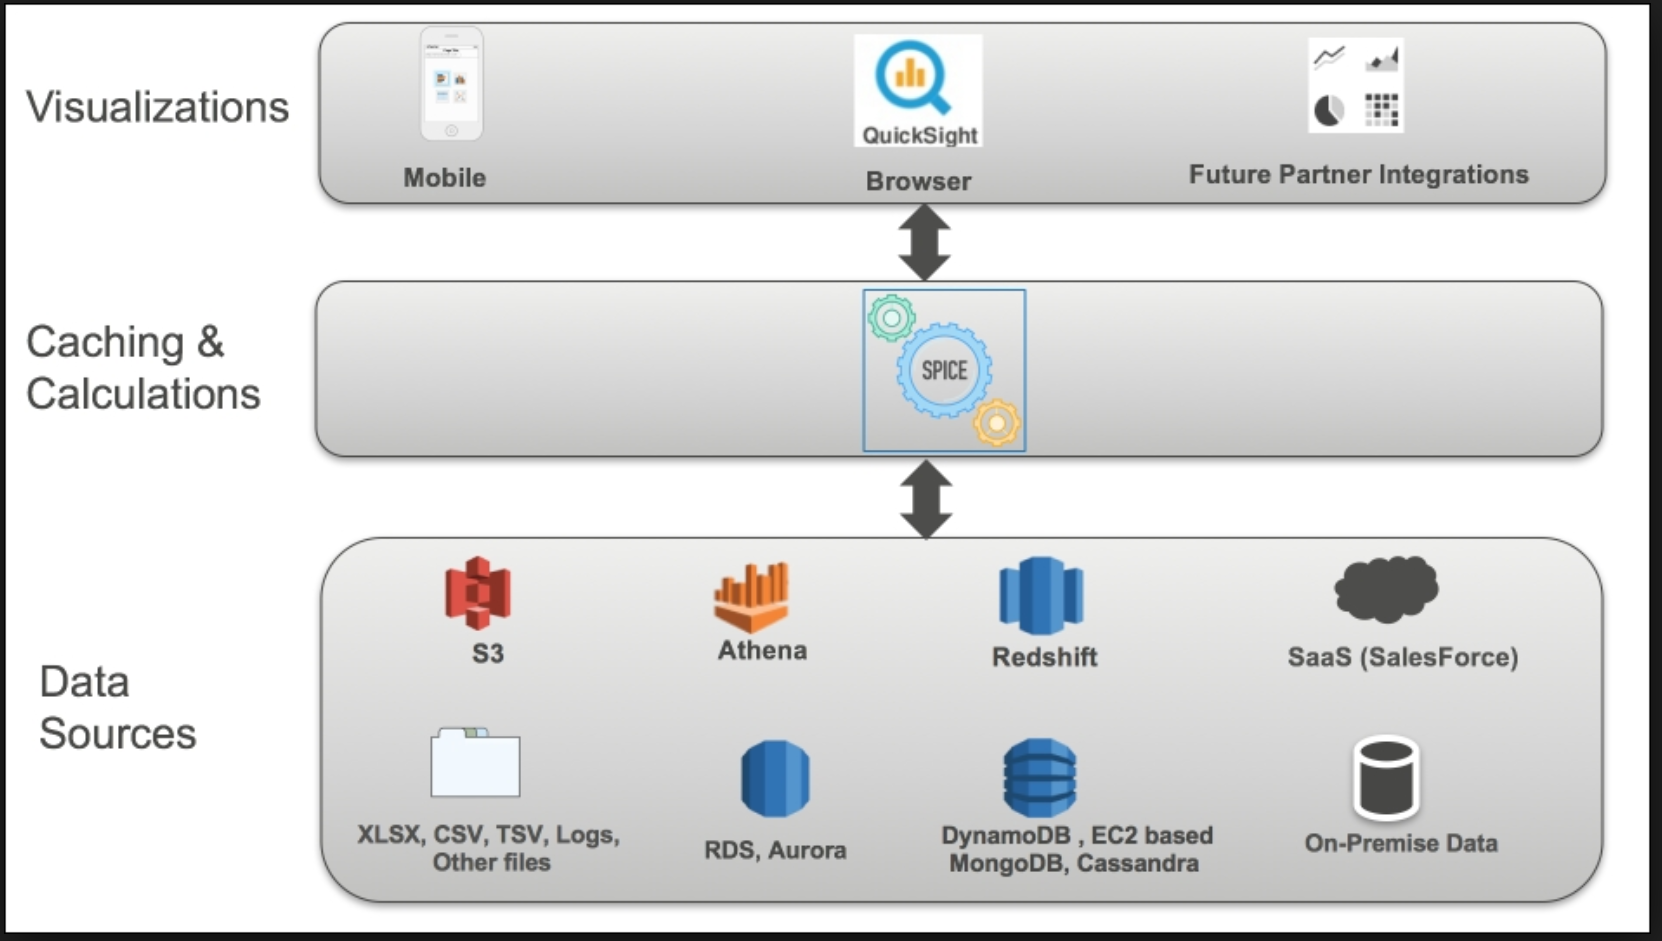 Visualizations
Mobile
QuickSight
Browser
Future Partner Integrations
Caching &
Calculations
SPICE
Data
Sources
S3
Athena
Redshift
SaaS (SalesForce)
XLSX, CSV, TSV, Logs,
Other files
RDS, Aurora
DynamoDB , EC2 based
MongoDB, Cassandra
On-Premise Data